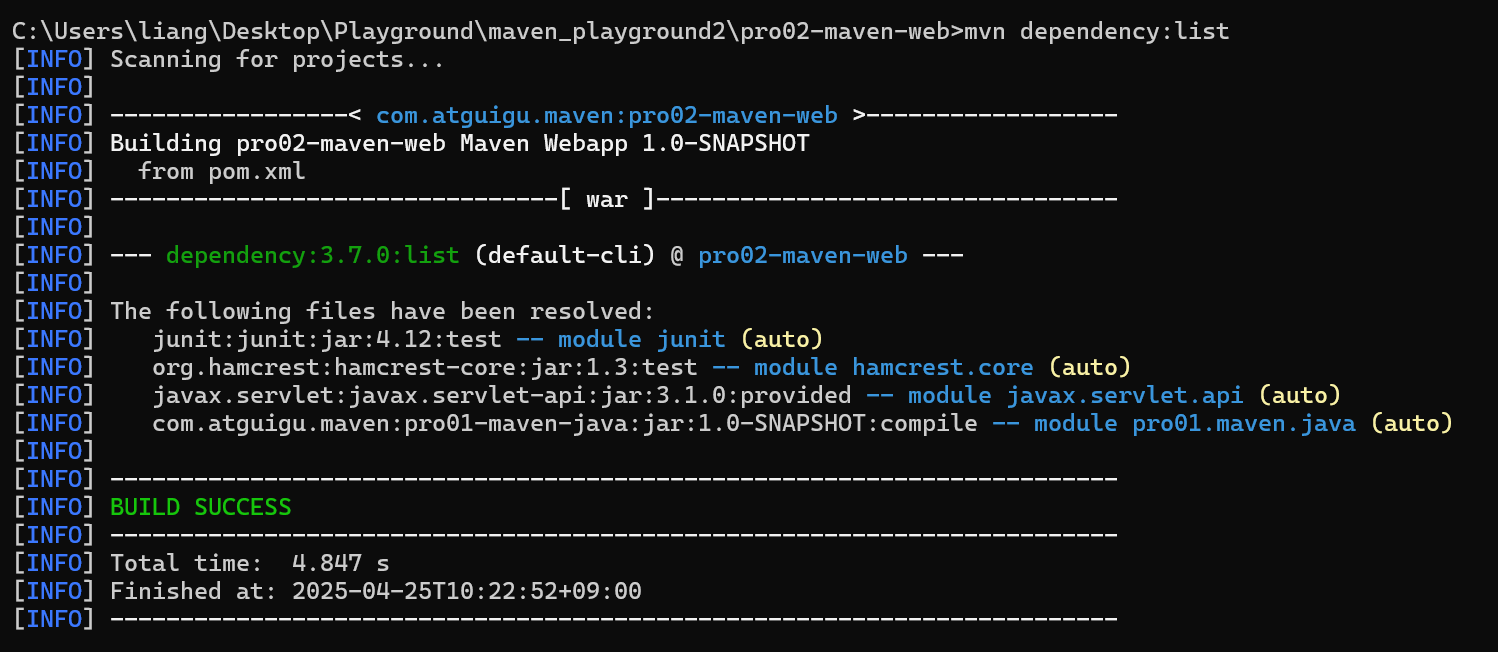 C:\Users\liang\Desktop\Playground\maven_playground2\pro02-maven-web>mvn dependency:list
[INFO] Scanning for projects...
[INFO]
[INFO] -----------------< com.atguigu.maven:pro02-maven-web >------------------
[INFO] Building pro02-maven-web Maven Webapp 1.0-SNAPSHOT
[INFO]   from pom.xml
[INFO] --------------------------------[ war ]---------------------------------
[INFO]
[INFO] --- dependency:3.7.0:list (default-cli) @ pro02-maven-web ---
[INFO]
[INFO] The following files have been resolved:
[INFO]    junit:junit:jar:4.12:test -- module junit (auto)
[INFO]    org.hamcrest:hamcrest-core:jar:1.3:test -- module hamcrest.core (auto)
[INFO]    javax.servlet:javax.servlet-api:jar:3.1.0:provided -- module javax.servlet.api (auto)
[INFO]    com.atguigu.maven:pro01-maven-java:jar:1.0-SNAPSHOT:compile -- module pro01.maven.java (auto)
[INFO]
[INFO] ------------------------------------------------------------------------
[INFO] BUILD SUCCESS
[INFO] ------------------------------------------------------------------------
[INFO] Total time:  4.847 s
[INFO] Finished at: 2025-04-25T10:22:52+09:00
[INFO] ------------------------------------------------------------------------